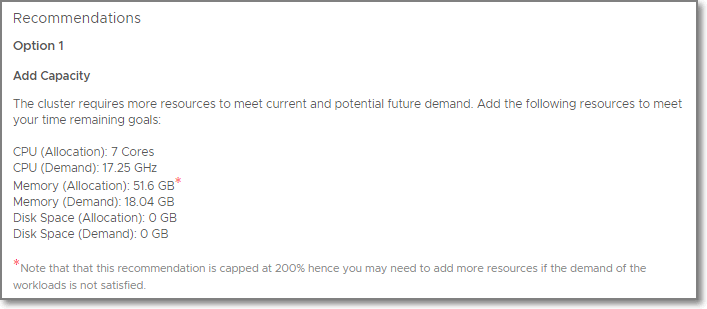 Recommendations
Option 1
Add Capacity
The cluster requires more resources to meet current and potential future demand. Add the following resources to meet
your time remaining goals:
CPU (Allocation): 7 Cores
CPU (Demand): 17.25 GHz
Memory (Allocation): 51.6 GB*
Memory (Demand): 18.04 GB
Disk Space (Allocation): 0 GB
Disk Space (Demand): 0 GB
*Note that that this recommendation is capped at 200% hence you may need to add more resources if the demand of the
workloads is not satisfied.